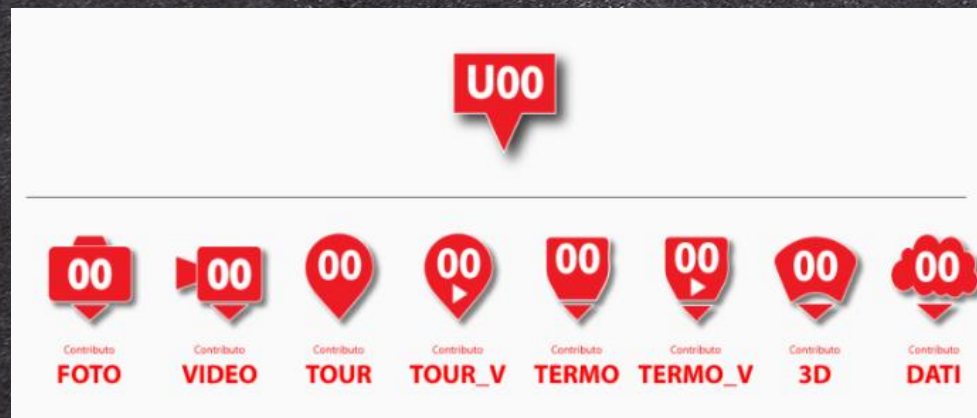 U00
00 00 00 00 00 00 00 00
Contributo Contributo Contributo Contributo Contributo Contributo Contributo Contributo
FOTO VIDEO TOUR TOUR_V TERMO TERMO_V 3D DATI